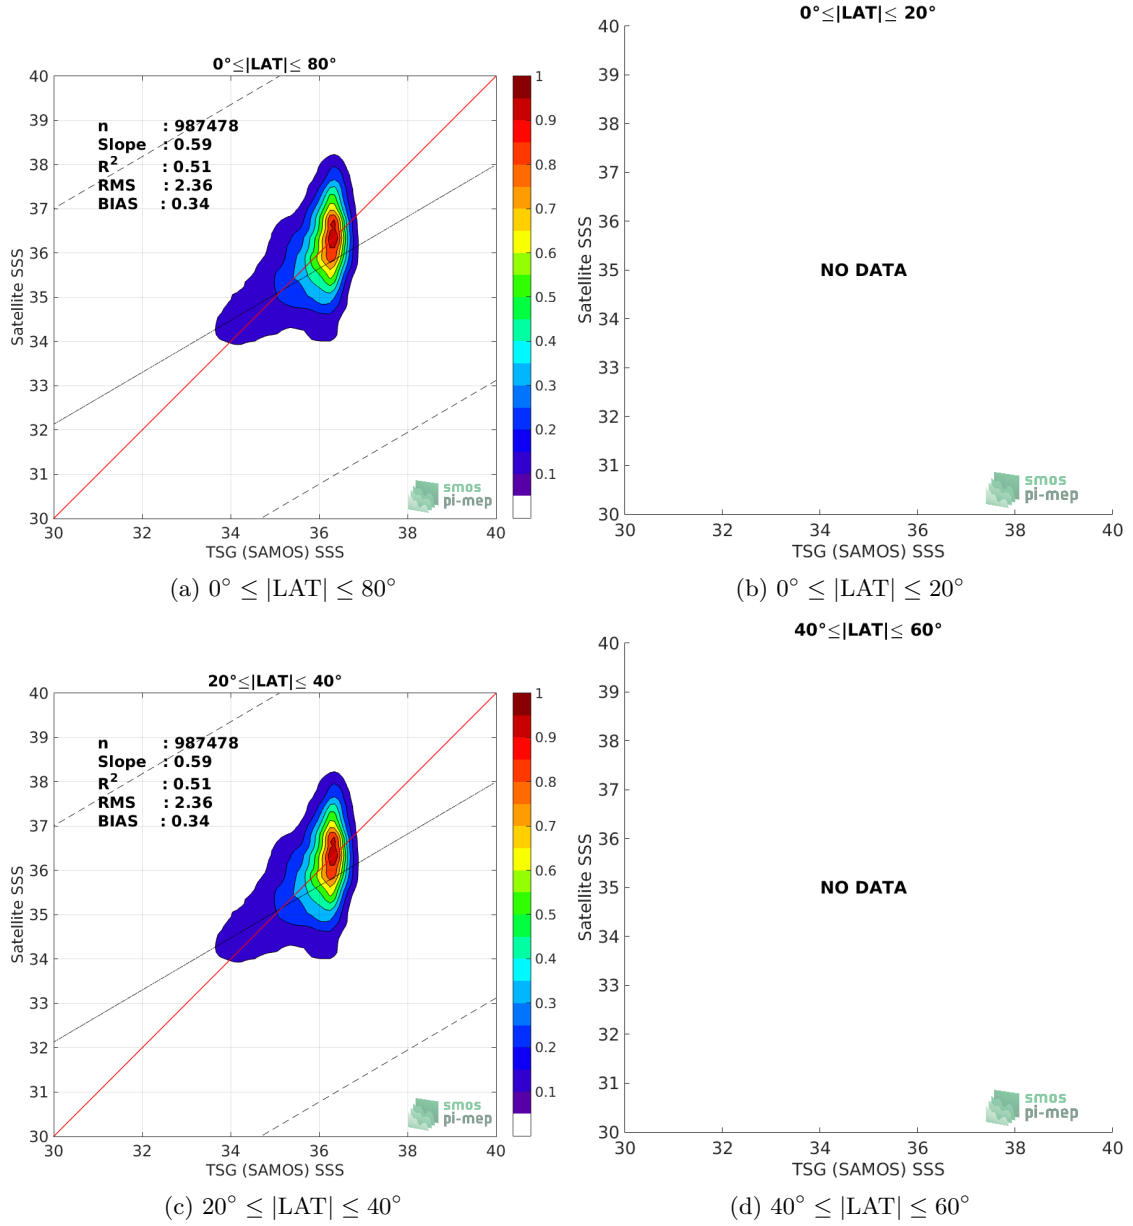 0°≤|LAT|≤ 80°
40
39
38
37
36
35
34
33
32
31
30
Satellite SSS
n : 987478
Slope : 0.59
R2 : 0.51
RMS : 2.36
BIAS : 0.34
1
0.9
0.8
0.7
0.6
0.5
0.4
0.3
0.2
0.1
smos
pi-mep
30 32 34 36 38 40
TSG (SAMOS) SSS
(a) 0° ≤ |LAT| ≤ 80°
0°≤|LAT|≤ 20°
40
39
38
37
36
35
34
33
32
31
30
Satellite SSS
NO DATA
smos
pi-mep
30 32 34 36 38 40
TSG (SAMOS) SSS
(b) 0° ≤ |LAT| ≤ 20°
20°≤|LAT|≤ 40°
40
39
38
37
36
35
34
33
32
31
30
Satellite SSS
n : 987478
Slope : 0.59
R2 : 0.51
RMS : 2.36
BIAS : 0.34
1
0.9
0.8
0.7
0.6
0.5
0.4
0.3
0.2
0.1
smos
pi-mep
30 32 34 36 38 40
TSG (SAMOS) SSS
(c) 20° ≤ |LAT| ≤ 40°
40°≤|LAT|≤ 60°
40
39
38
37
36
35
34
33
32
31
30
Satellite SSS
NO DATA
smos
pi-mep
30 32 34 36 38 40
TSG (SAMOS) SSS
(d) 40° ≤ |LAT| ≤ 60°